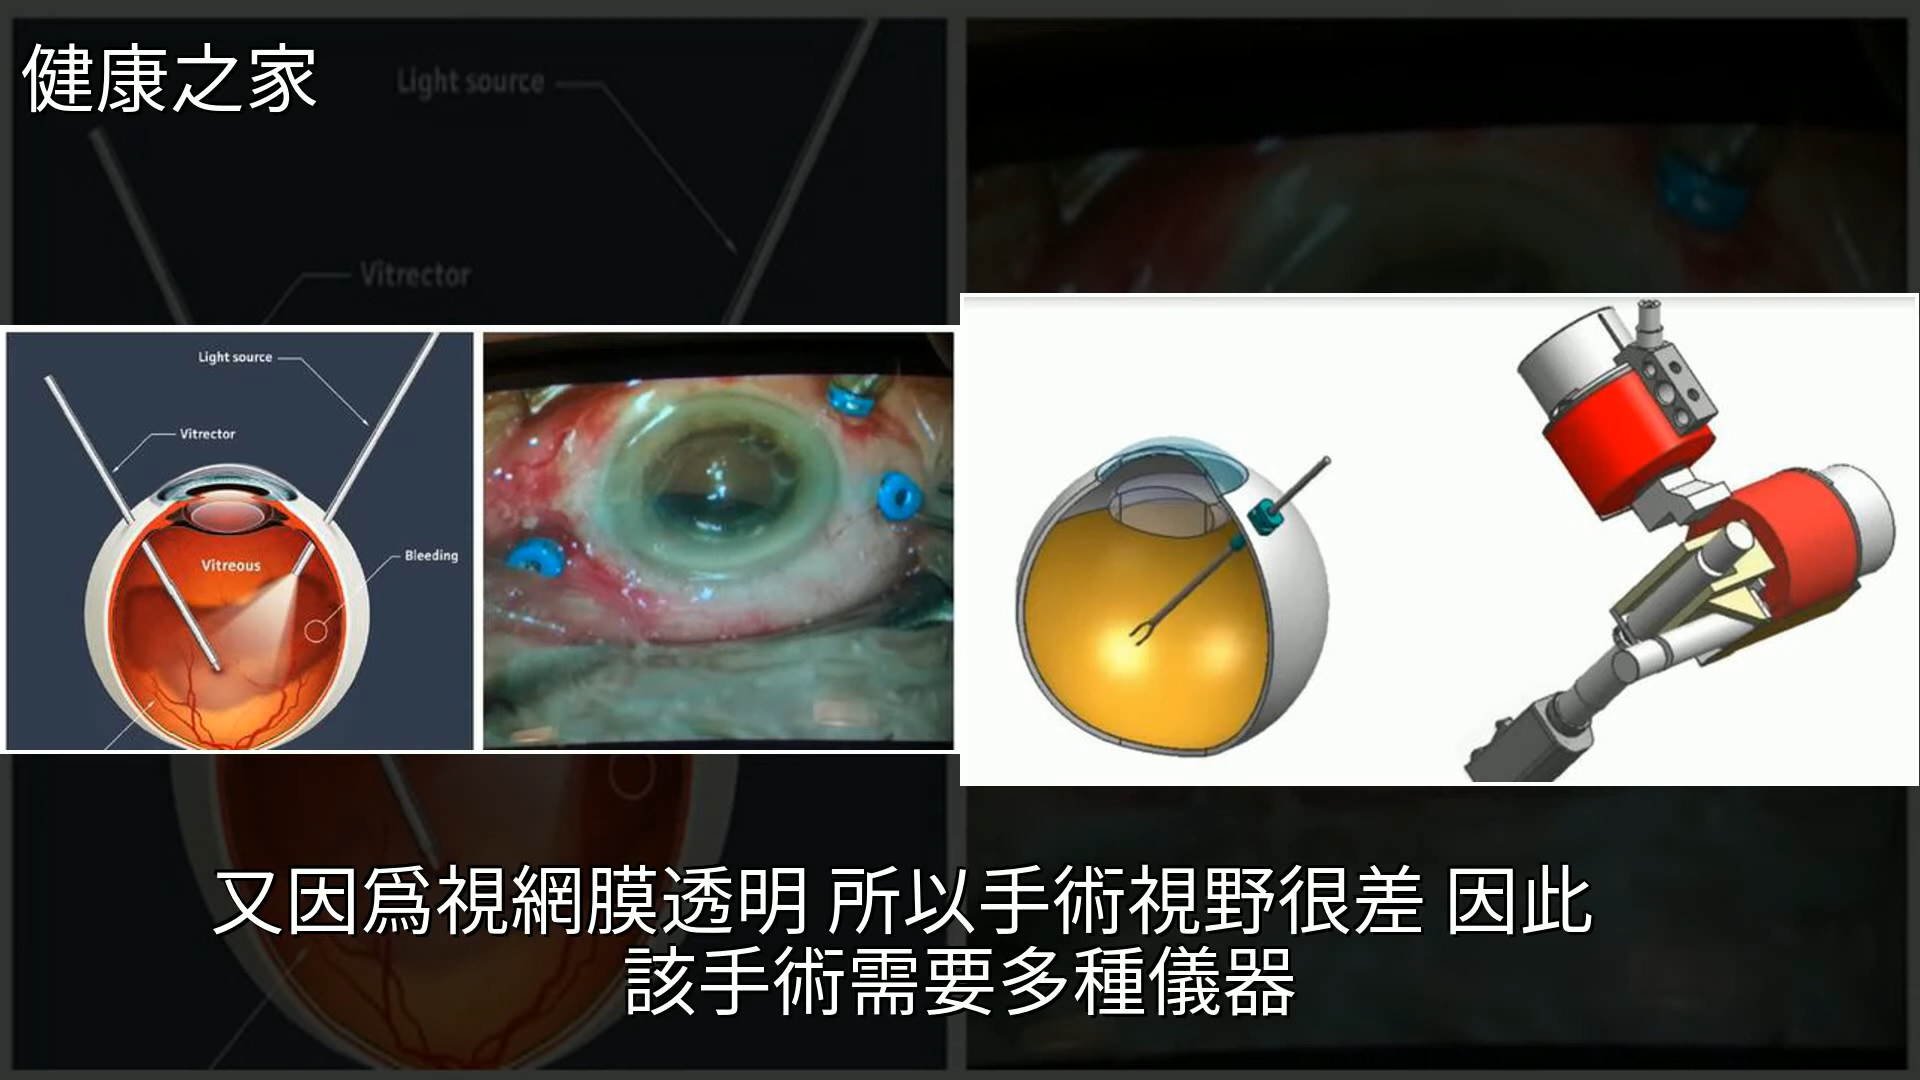 健康之家
Light source
Vitrector
Light source
Vitrector
Vitreous
Bleeding
又因爲視網膜透明 所以手術視野很差 因此
該手術需要多種儀器